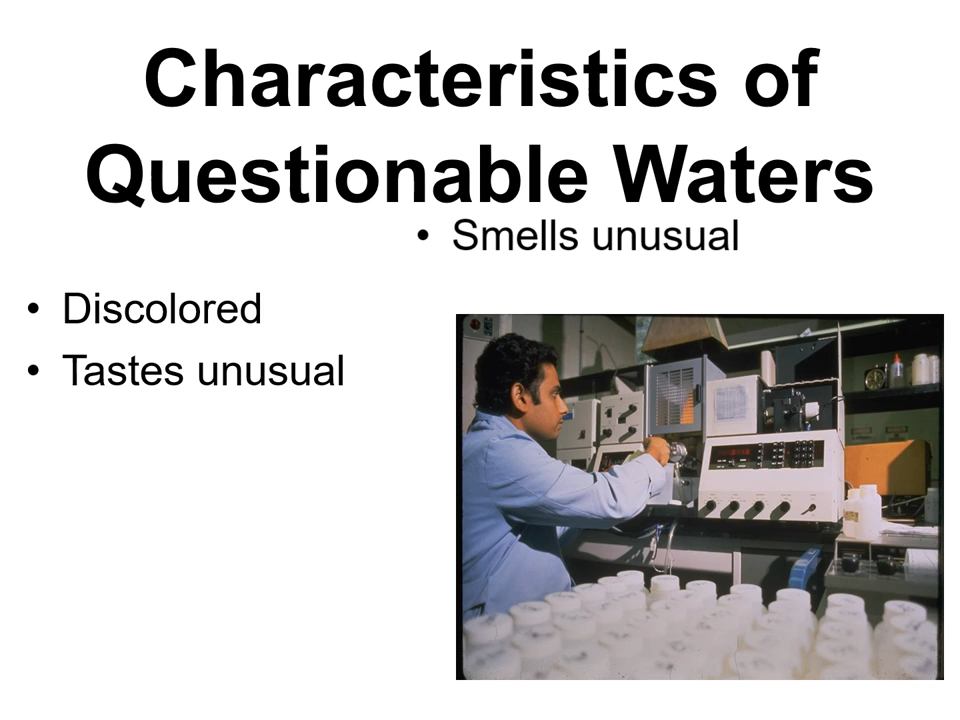 Characteristics of
Questionable Waters
• Smells unusual
• Discolored
• Tastes unusual